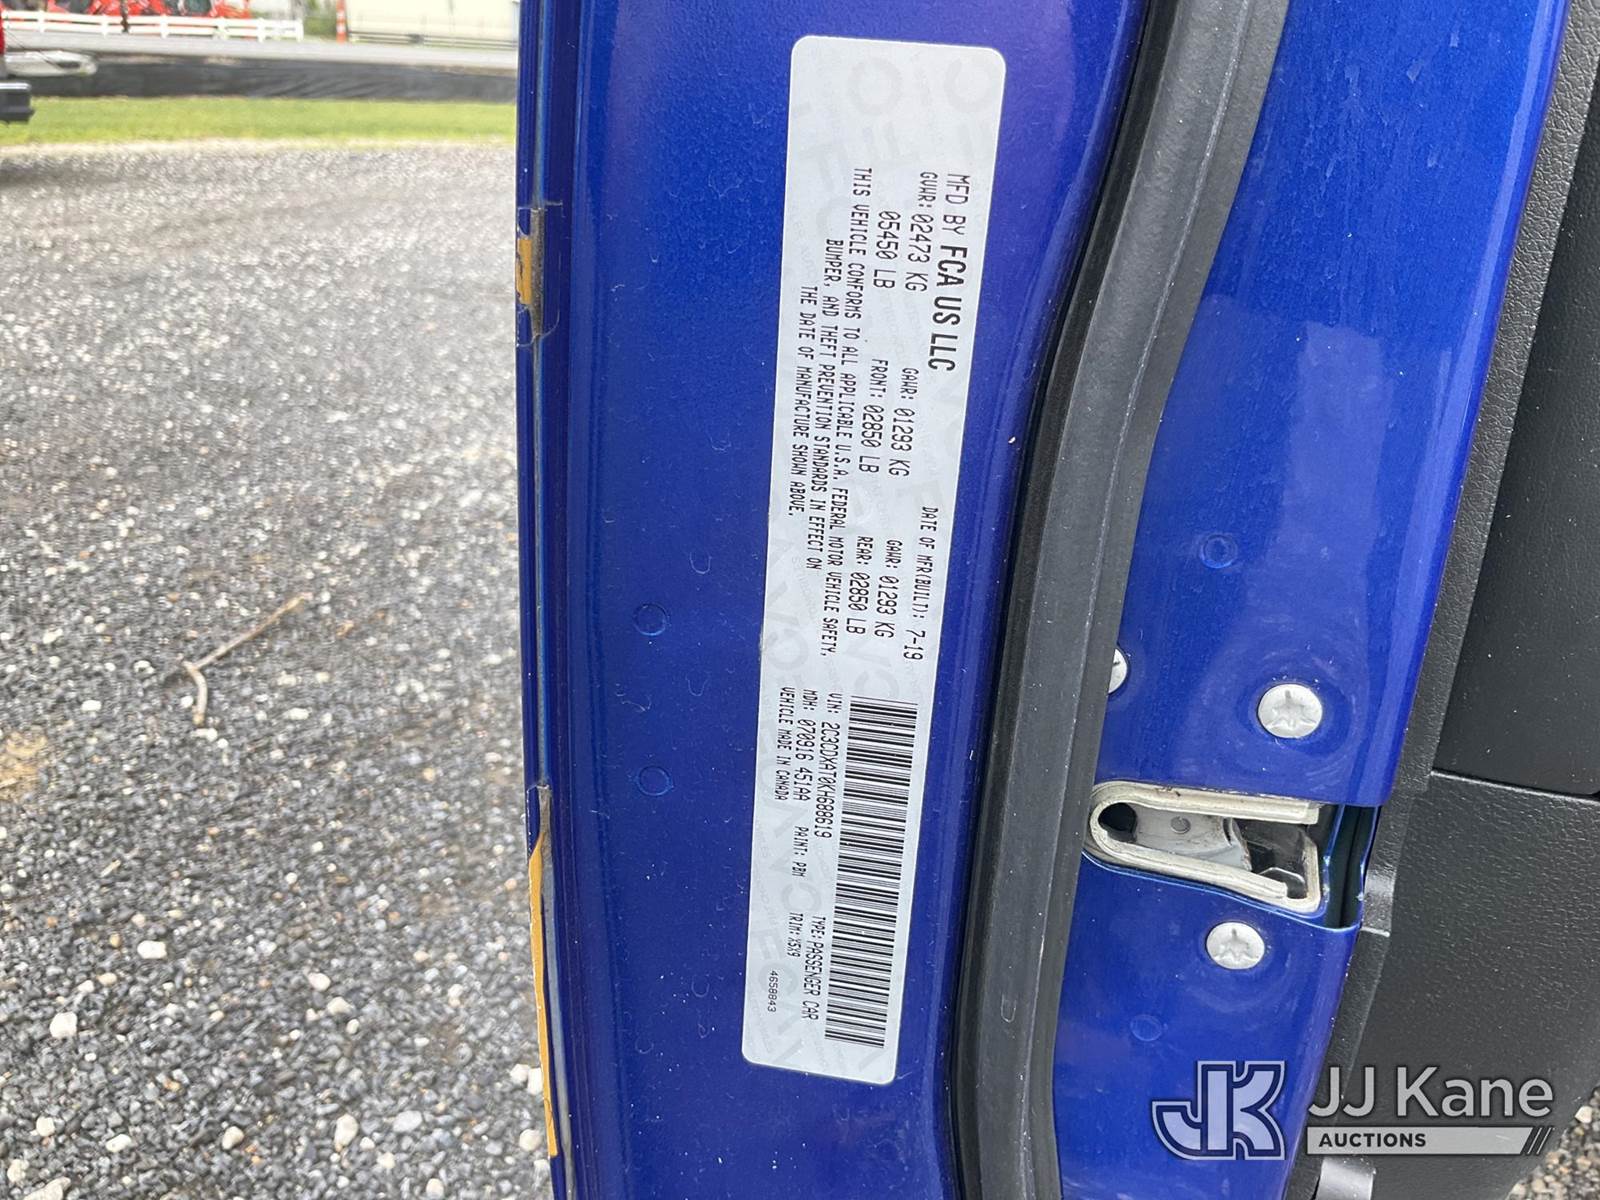 MFD BY FCA US LLC
DATE OF MFR(BUILT): 7-19
GVWR: 02473 KG GAWR: 01293 KG GAWR: 01293 KG
05450 LB FRONT: 02850 LB REAR: 02850 LB
THIS VEHICLE CONFORMS TO ALL APPLICABLE U.S.A. FEDERAL MOTOR VEHICLE SAFETY,
BUMPER, AND THEFT PREVENTION STANDARDS IN EFFECT ON
THE DATE OF MANUFACTURE SHOWN ABOVE.
VIN: 2C3CDXAT0KH688619 TYPE: PASSENGER CAR
MDH: 070916 451AA PAINT: PBM TRIM: X5X9
VEHICLE MADE IN CANADA 4658843
JK JJ Kane
AUCTIONS